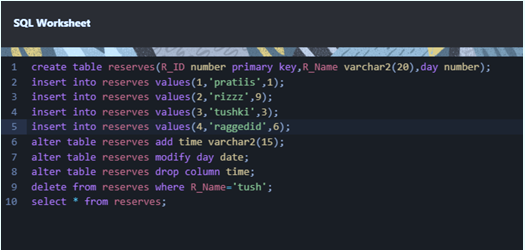 SQL Worksheet
1 create table reserves(R_ID number primary key,R_Name varchar2(20),day number);
2 insert into reserves values(1,'pratiis',1);
3 insert into reserves values(2,'rizzz',9);
4 insert into reserves values(3,'tushki',3);
5 insert into reserves values(4,'raggedid',6);
6 alter table reserves add time varchar2(15);
7 alter table reserves modify day date;
8 alter table reserves drop column time;
9 delete from reserves where R_Name='tush';
10 select * from reserves;